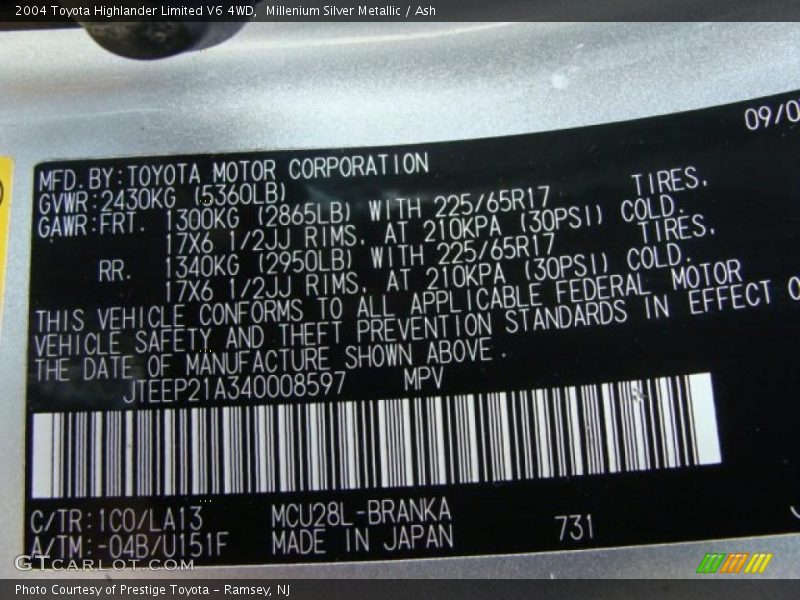 2004 Toyota Highlander Limited V6 4WD, Millenium Silver Metallic / Ash
09/0
MFD.BY:TOYOTA MOTOR CORPORATION
GVWR:2430KG (5360LB)
GAWR:FRT. 1300KG (2865LB) WITH 225/65R17 TIRES,
17X6 1/2JJ RIMS, AT 210KPA (30PSI) COLD.
RR. 1340KG (2950LB) WITH 225/65R17 TIRES,
17X6 1/2JJ RIMS, AT 210KPA (30PSI) COLD.
THIS VEHICLE CONFORMS TO ALL APPLICABLE FEDERAL MOTOR
VEHICLE SAFETY AND THEFT PREVENTION STANDARDS IN EFFECT O
THE DATE OF MANUFACTURE SHOWN ABOVE.
JTEEP21A340008597 MPV
C/TR:1C0/LA13 MCU28L-BRANKA 731
A/TM:-04B/U151F MADE IN JAPAN
GTCARLOT.COM
Photo Courtesy of Prestige Toyota - Ramsey, NJ